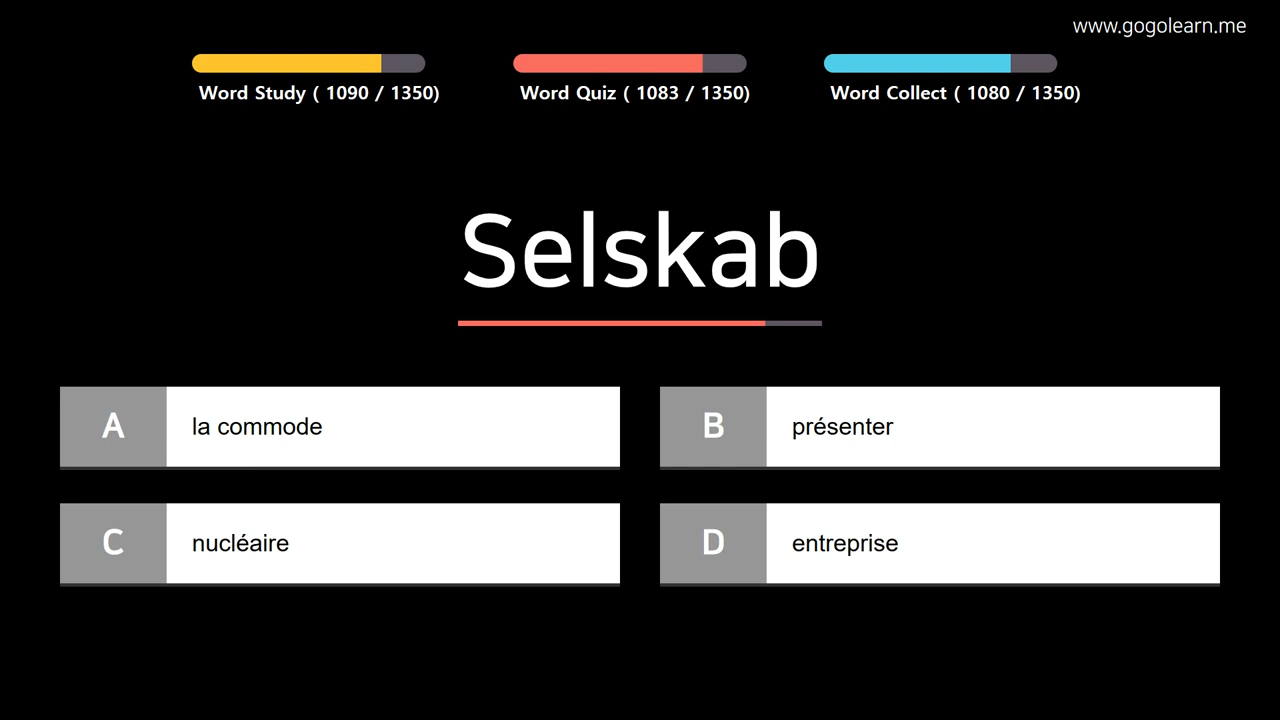 www.gogolearn.me
Word Study ( 1090 / 1350)
Word Quiz ( 1083 / 1350)
Word Collect ( 1080 / 1350)
Selskab
A
la commode
B
présenter
C
nucléaire
D
entreprise